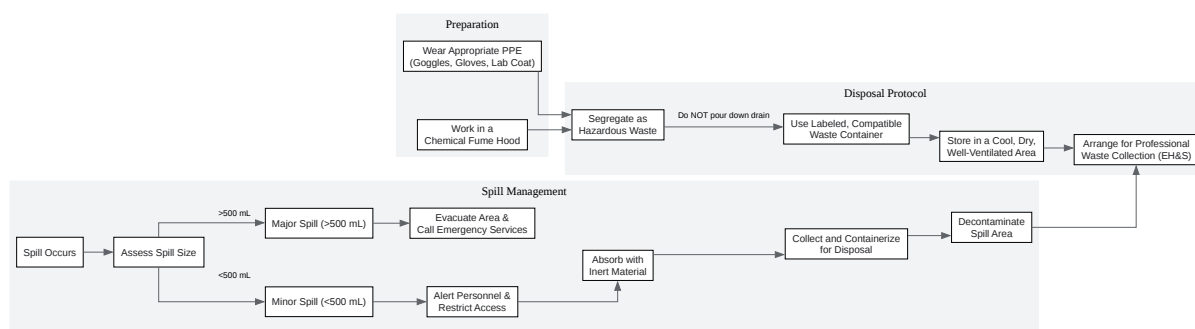 Preparation
Wear Appropriate PPE
(Goggles, Gloves, Lab Coat)
Work in a
Chemical Fume Hood
Disposal Protocol
Segregate as
Hazardous Waste
Do NOT pour down drain
Use Labeled, Compatible
Waste Container
Store in a Cool, Dry,
Well-Ventilated Area
Arrange for Professional
Waste Collection (EH&S)
Spill Management
Spill Occurs
Assess Spill Size
>500 mL
Major Spill (>500 mL)
Evacuate Area &
Call Emergency Services
<500 mL
Minor Spill (<500 mL)
Alert Personnel &
Restrict Access
Absorb with
Inert Material
Collect and Containerize
for Disposal
Decontaminate
Spill Area